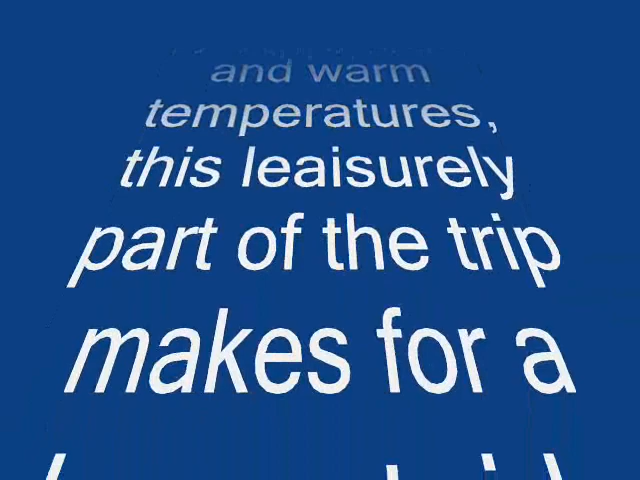 and warm
temperatures,
this leaisurely
part of the trip
makes for a